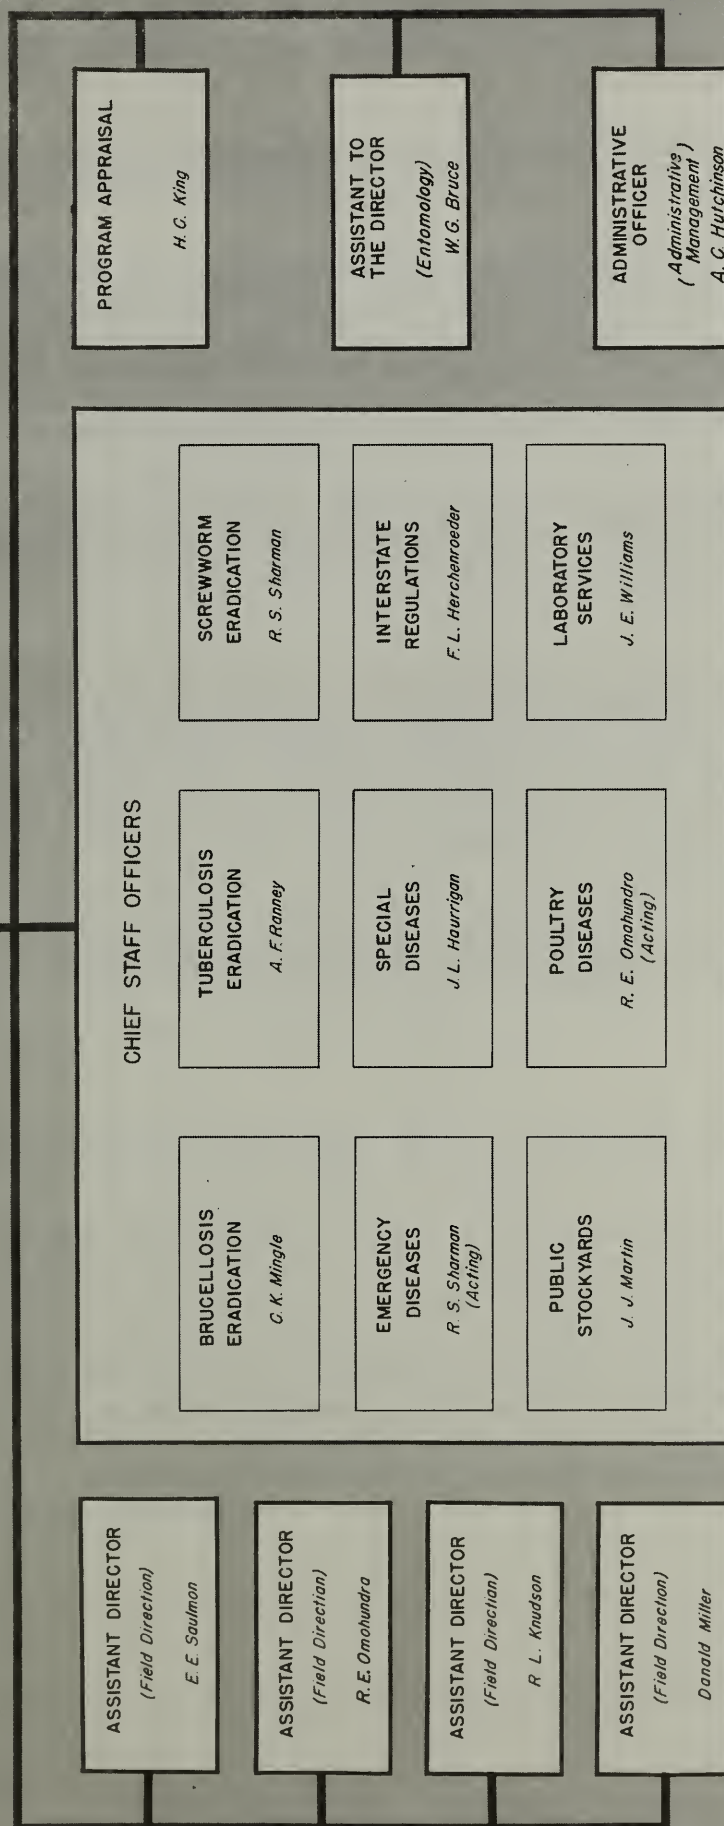 ASSISTANT DIRECTOR
(Field Direction)
E. E. Saulmon
ASSISTANT DIRECTOR
(Field Direction)
R. E. Omohundro
ASSISTANT DIRECTOR
(Field Direction)
R. L. Knudson
ASSISTANT DIRECTOR
(Field Direction)
Donald Miller
CHIEF STAFF OFFICERS
BRUCELLOSIS
ERADICATION
C. K. Mingle
TUBERCULOSIS
ERADICATION
A. F. Ranney
SCREWWORM
ERADICATION
R. S. Sharman
EMERGENCY
DISEASES
R. S. Sharman
(Acting)
SPECIAL
DISEASES
J. L. Hourrigan
INTERSTATE
REGULATIONS
F. L. Herchenroeder
PUBLIC
STOCKYARDS
J. J. Martin
POULTRY
DISEASES
R. E. Omohundro
(Acting)
LABORATORY
SERVICES
J. E. Williams
PROGRAM APPRAISAL
H. C. King
ASSISTANT TO
THE DIRECTOR
(Entomology)
W. G. Bruce
ADMINISTRATIVE
OFFICER
(Administrative
Management)
A. C. Hutchinson